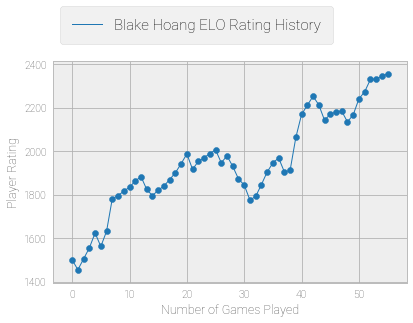 Blake Hoang ELO Rating History
2400
2200
2000
1800
1600
1400
Player Rating
0 10 20 30 40 50
Number of Games Played